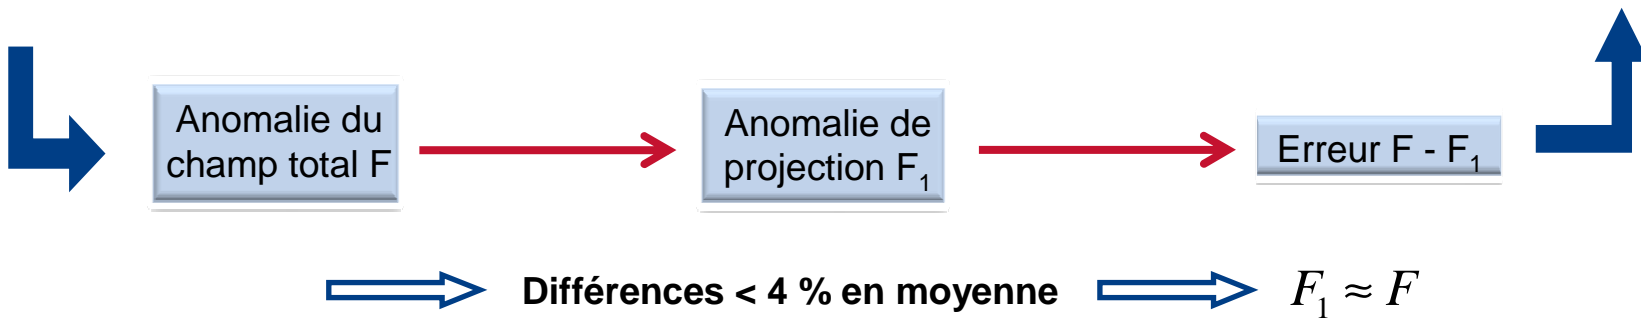 Anomalie du
champ total F
Anomalie de
projection F₁
Erreur F - F₁
Différences < 4 % en moyenne
F₁ ≈ F